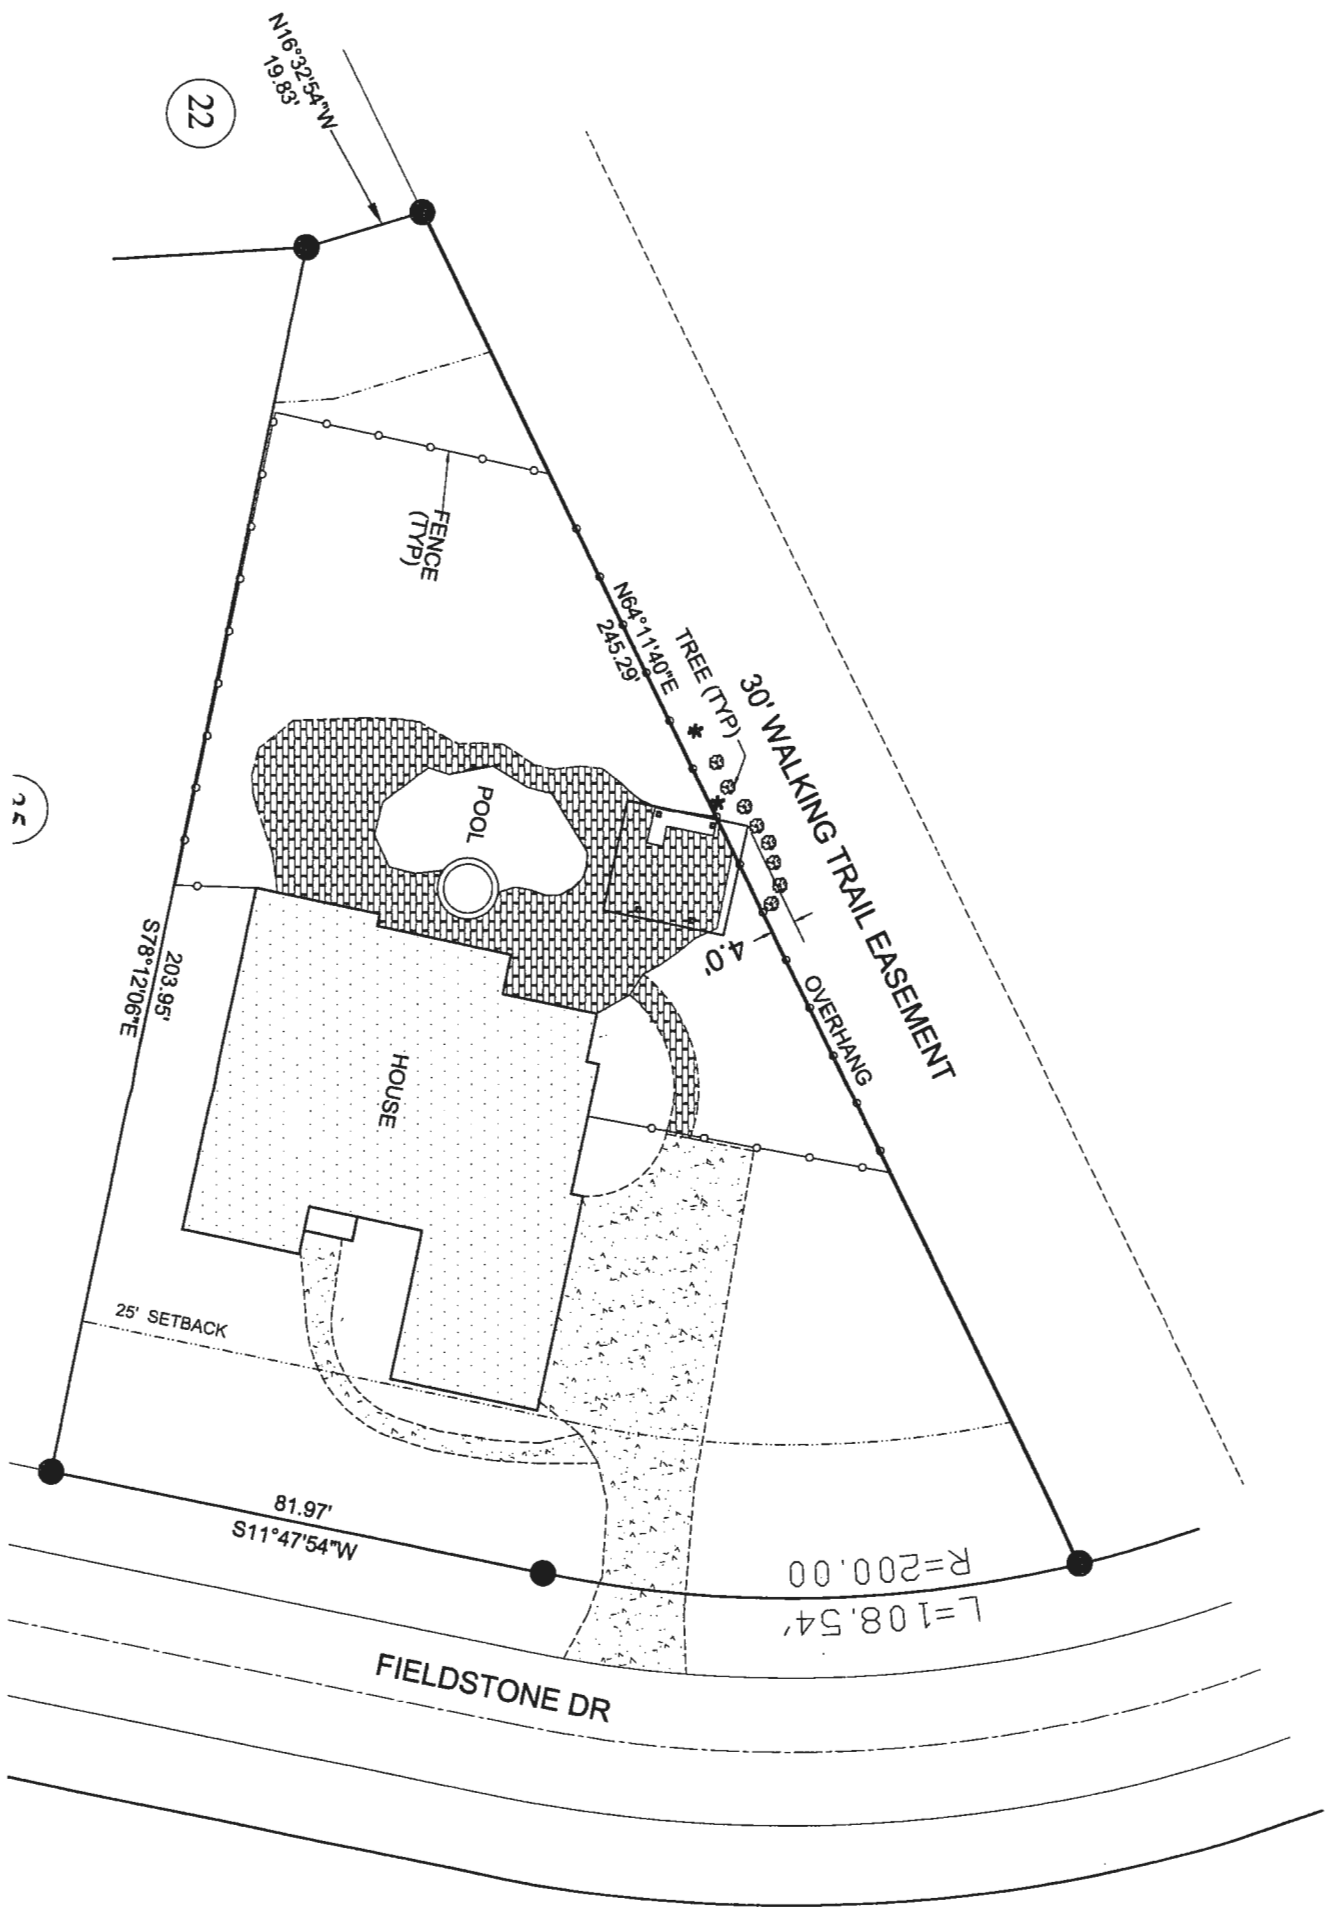 N16°32'54"W
19.83'
22
FENCE
(TYP)
N64°11'40"E
245.29'
TREE (TYP)
30' WALKING TRAIL EASEMENT
POOL
4.0'
OVERHANG
203.95'
S78°12'06"E
HOUSE
25' SETBACK
81.97'
S11°47'54"W
R=200.00
L=108.54'
FIELDSTONE DR